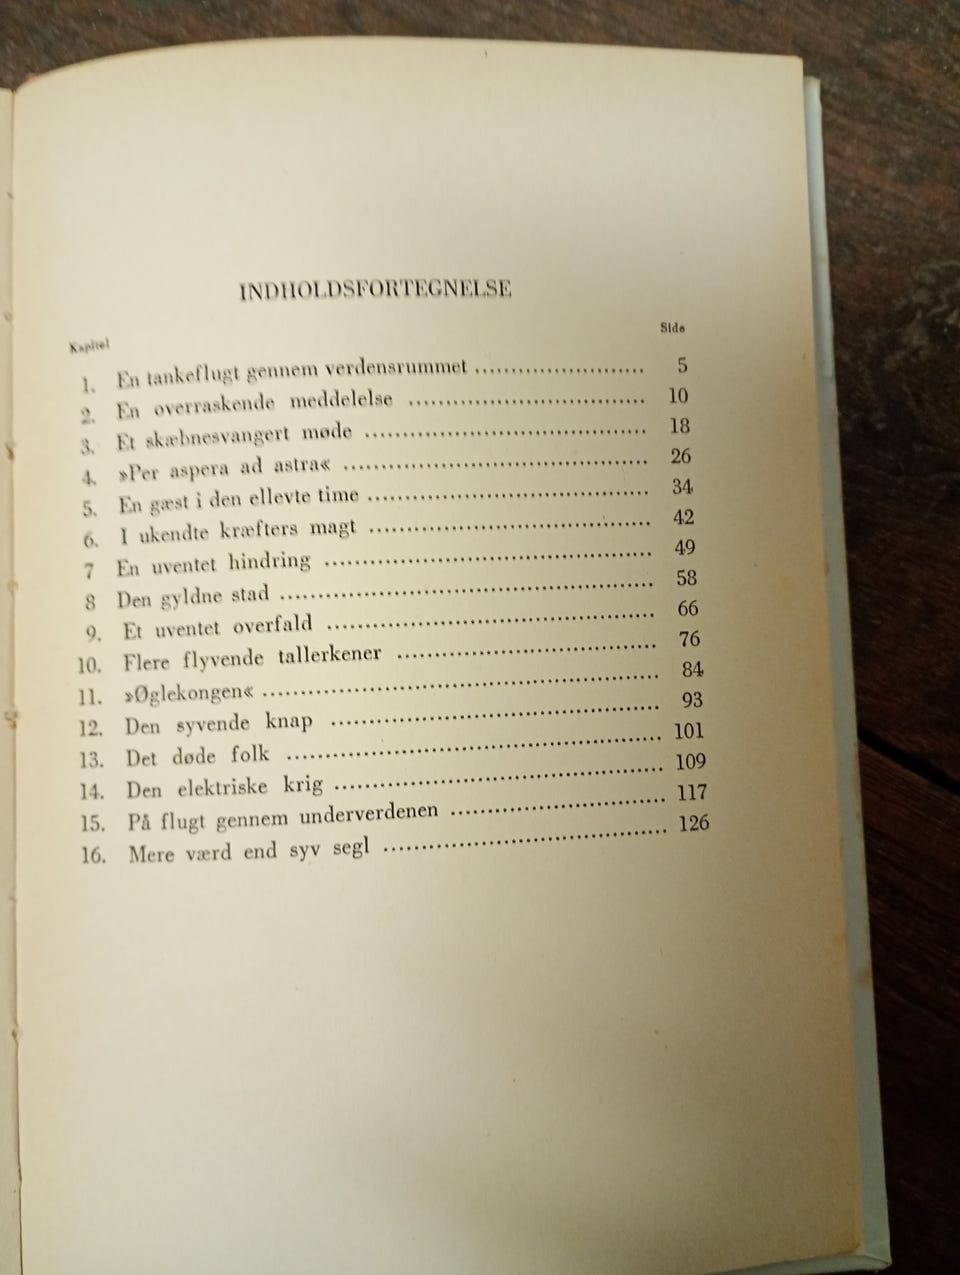 INDHOLDSFORTEGNELSE
Kapitel Side
1. En tankeflugt gennem verdensrummet 5
2. En overraskende meddelelse 10
3. Et skæbnesvangert møde 18
4. »Per aspera ad astra« 26
5. En gæst i den ellevte time 34
6. I ukendte kræfters magt 42
7 En uventet hindring 49
8 Den gyldne stad 58
9. Et uventet overfald 66
10. Flere flyvende tallerkener 76
11. »Øglekongen« 84
12. Den syvende knap 93
13. Det døde folk 101
14. Den elektriske krig 109
15. På flugt gennem underverdenen 117
16. Mere værd end syv segl 126